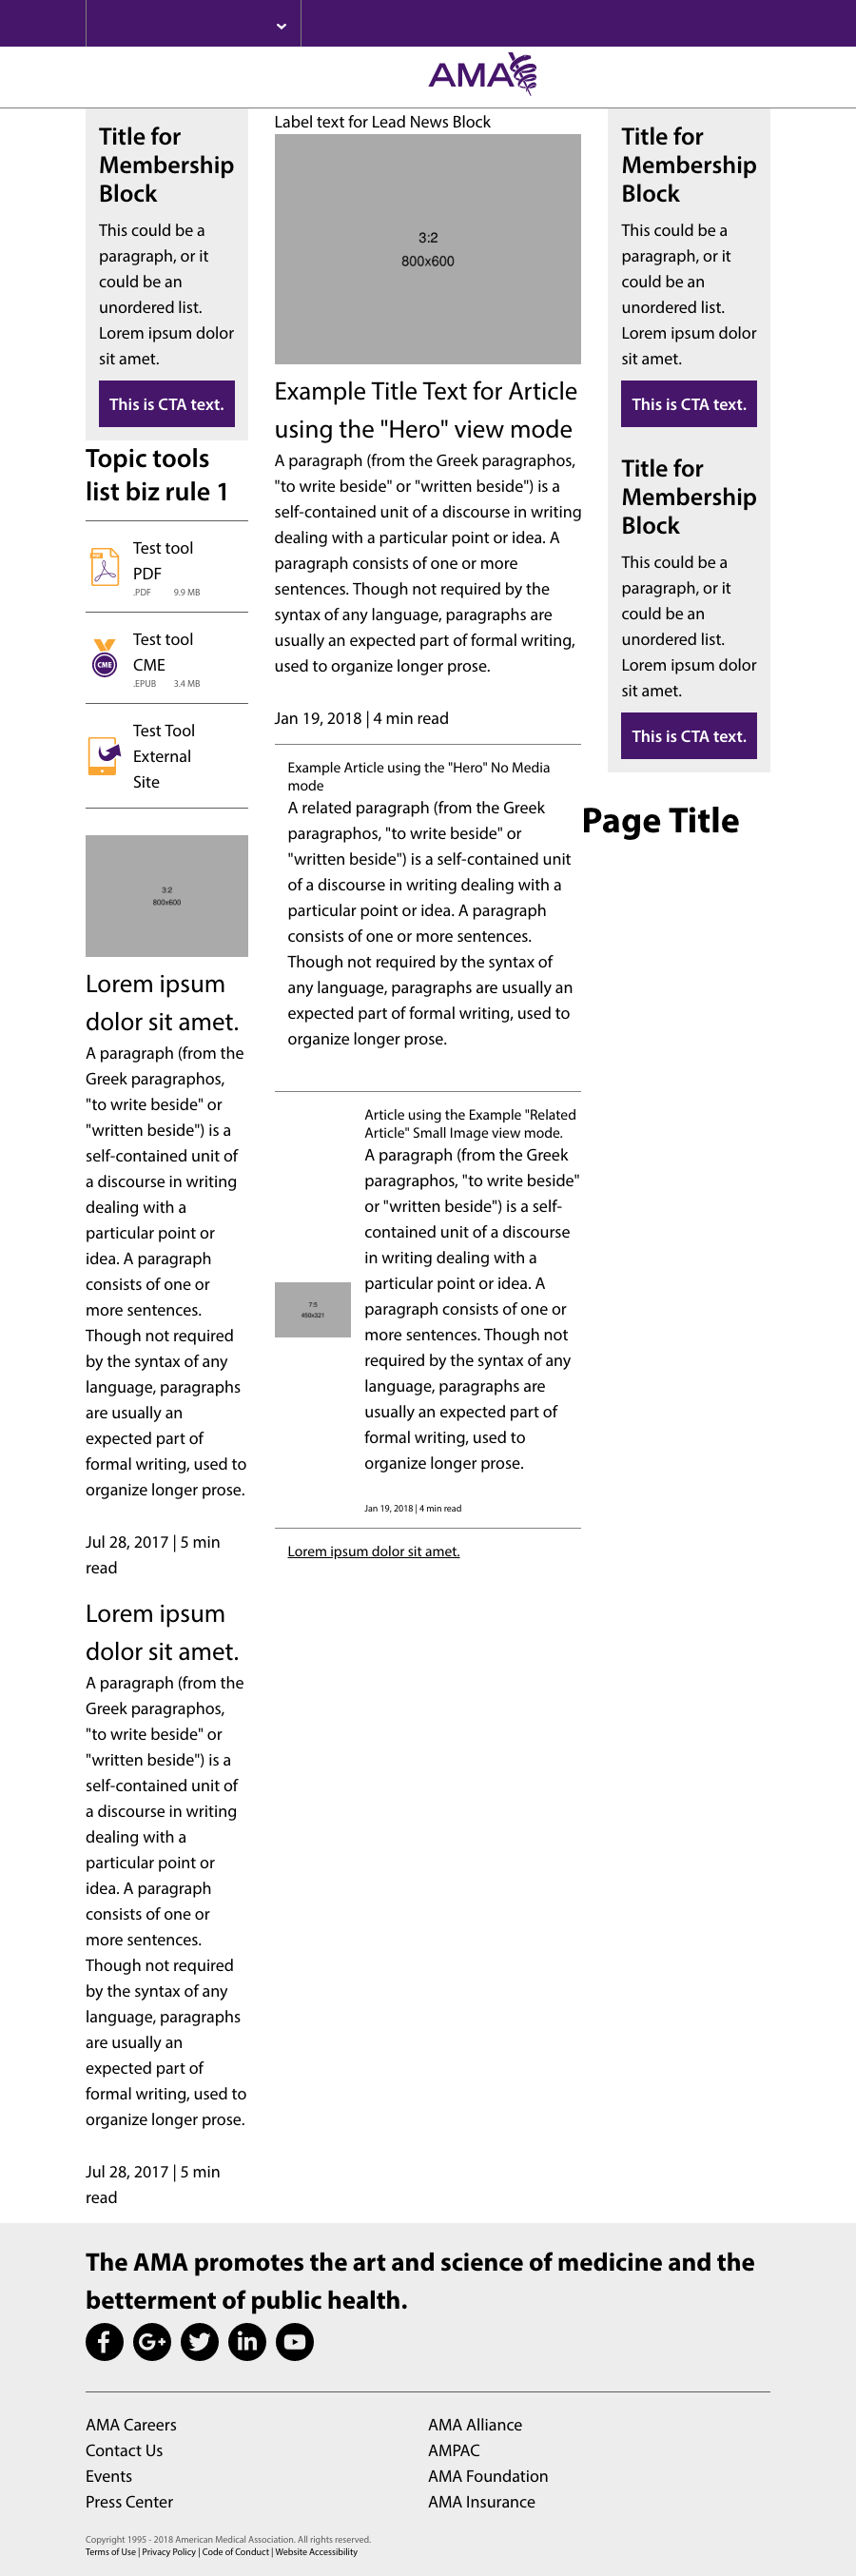 AMA
Title for
Membership
Block
This could be a
paragraph, or it
could be an
unordered list.
Lorem ipsum dolor
sit amet.
This is CTA text.
Topic tools
list biz rule 1
Test tool
PDF
.PDF 9.9 MB
CME
Test tool
CME
.EPUB 3.4 MB
Test Tool
External
Site
3:2
800x600
Lorem ipsum
dolor sit amet.
A paragraph (from the
Greek paragraphos,
"to write beside" or
"written beside") is a
self-contained unit of
a discourse in writing
dealing with a
particular point or
idea. A paragraph
consists of one or
more sentences.
Though not required
by the syntax of any
language, paragraphs
are usually an
expected part of
formal writing, used to
organize longer prose.
Jul 28, 2017 | 5 min
read
Lorem ipsum
dolor sit amet.
A paragraph (from the
Greek paragraphos,
"to write beside" or
"written beside") is a
self-contained unit of
a discourse in writing
dealing with a
particular point or
idea. A paragraph
consists of one or
more sentences.
Though not required
by the syntax of any
language, paragraphs
are usually an
expected part of
formal writing, used to
organize longer prose.
Jul 28, 2017 | 5 min
read
Label text for Lead News Block
3:2
800x600
Example Title Text for Article
using the "Hero" view mode
A paragraph (from the Greek paragraphos,
"to write beside" or "written beside") is a
self-contained unit of a discourse in writing
dealing with a particular point or idea. A
paragraph consists of one or more
sentences. Though not required by the
syntax of any language, paragraphs are
usually an expected part of formal writing,
used to organize longer prose.
Jan 19, 2018 | 4 min read
Example Article using the "Hero" No Media
mode
A related paragraph (from the Greek
paragraphos, "to write beside" or
"written beside") is a self-contained unit
of a discourse in writing dealing with a
particular point or idea. A paragraph
consists of one or more sentences.
Though not required by the syntax of
any language, paragraphs are usually an
expected part of formal writing, used to
organize longer prose.
7:5
450x321
Article using the Example "Related
Article" Small Image view mode.
A paragraph (from the Greek
paragraphos, "to write beside"
or "written beside") is a self-
contained unit of a discourse
in writing dealing with a
particular point or idea. A
paragraph consists of one or
more sentences. Though not
required by the syntax of any
language, paragraphs are
usually an expected part of
formal writing, used to
organize longer prose.
Jan 19, 2018 | 4 min read
Lorem ipsum dolor sit amet.
Title for
Membership
Block
This could be a
paragraph, or it
could be an
unordered list.
Lorem ipsum dolor
sit amet.
This is CTA text.
Title for
Membership
Block
This could be a
paragraph, or it
could be an
unordered list.
Lorem ipsum dolor
sit amet.
This is CTA text.
Page Title
The AMA promotes the art and science of medicine and the
betterment of public health.
AMA Careers
Contact Us
Events
Press Center
AMA Alliance
AMPAC
AMA Foundation
AMA Insurance
Copyright 1995 - 2018 American Medical Association. All rights reserved.
Terms of Use | Privacy Policy | Code of Conduct | Website Accessibility